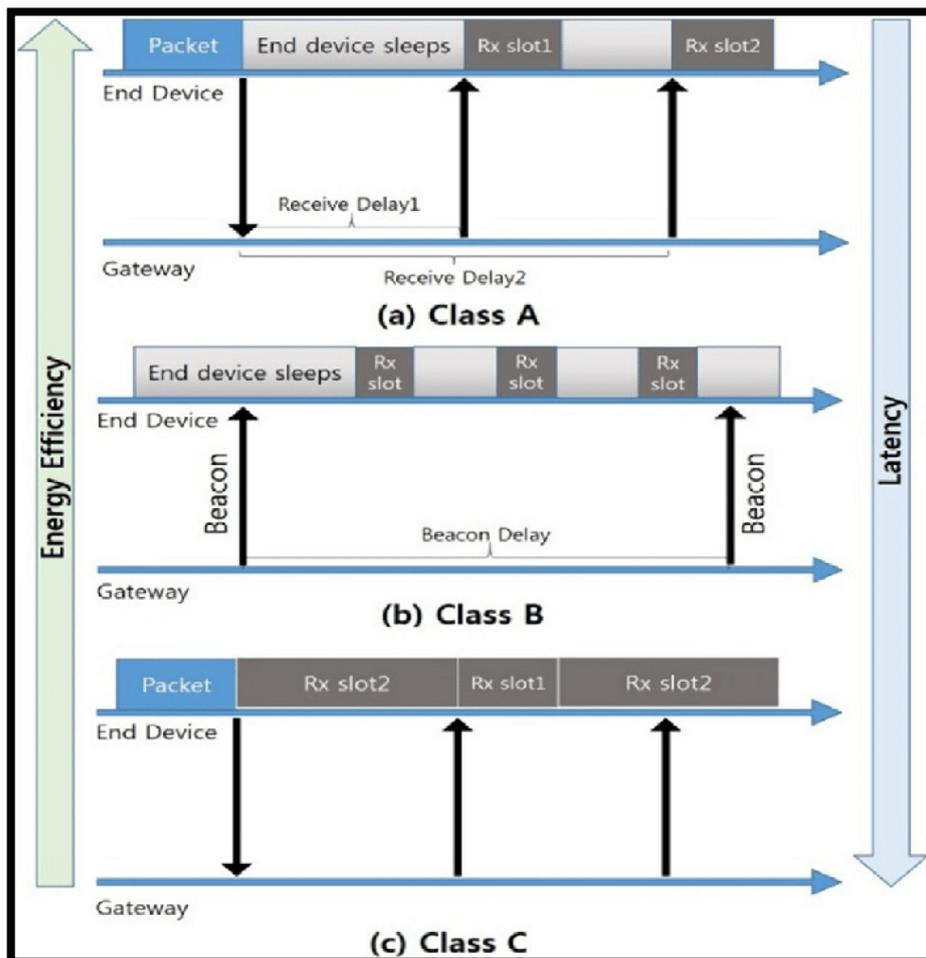 Packet End device sleeps Rx slot1 Rx slot2
End Device
Receive Delay1
Gateway
Receive Delay2
(a) Class A
End device sleeps Rx slot Rx slot Rx slot
End Device
Beacon Beacon
Beacon Delay
Gateway
(b) Class B
Packet Rx slot2 Rx slot1 Rx slot2
End Device
Gateway
(c) Class C
Energy Efficiency
Latency